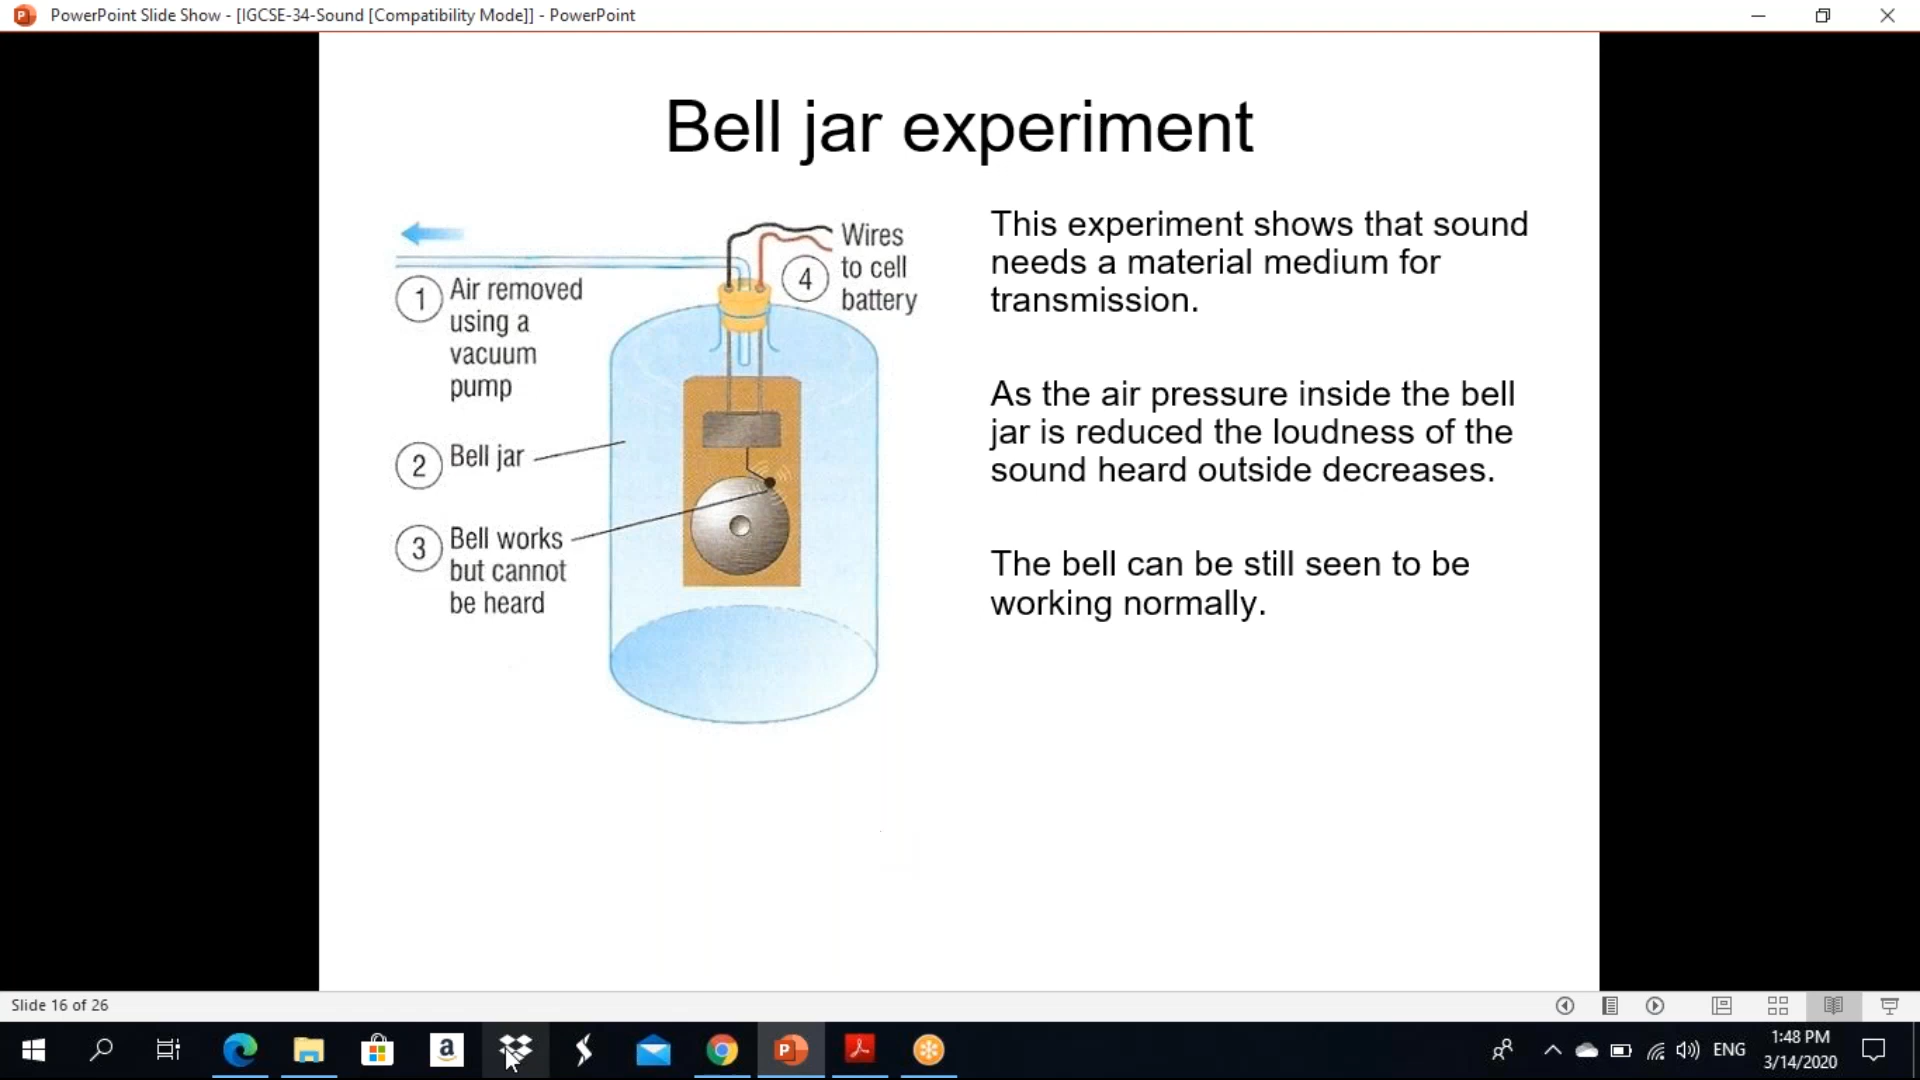 PowerPoint Slide Show - [IGCSE-34-Sound [Compatibility Mode]] - PowerPoint
Bell jar experiment
Wires
to cell
battery
4
1
Air removed
using a
vacuum
pump
2
Bell jar
3
Bell works
but cannot
be heard
This experiment shows that sound
needs a material medium for
transmission.
As the air pressure inside the bell
jar is reduced the loudness of the
sound heard outside decreases.
The bell can be still seen to be
working normally.
Slide 16 of 26
a
P
ENG
1:48 PM
3/14/2020